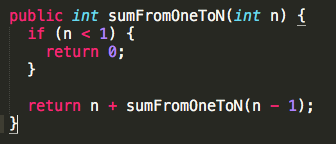 public int sumFromOneToN(int n) {
  if (n < 1) {
    return 0;
  }

  return n + sumFromOneToN(n - 1);
}